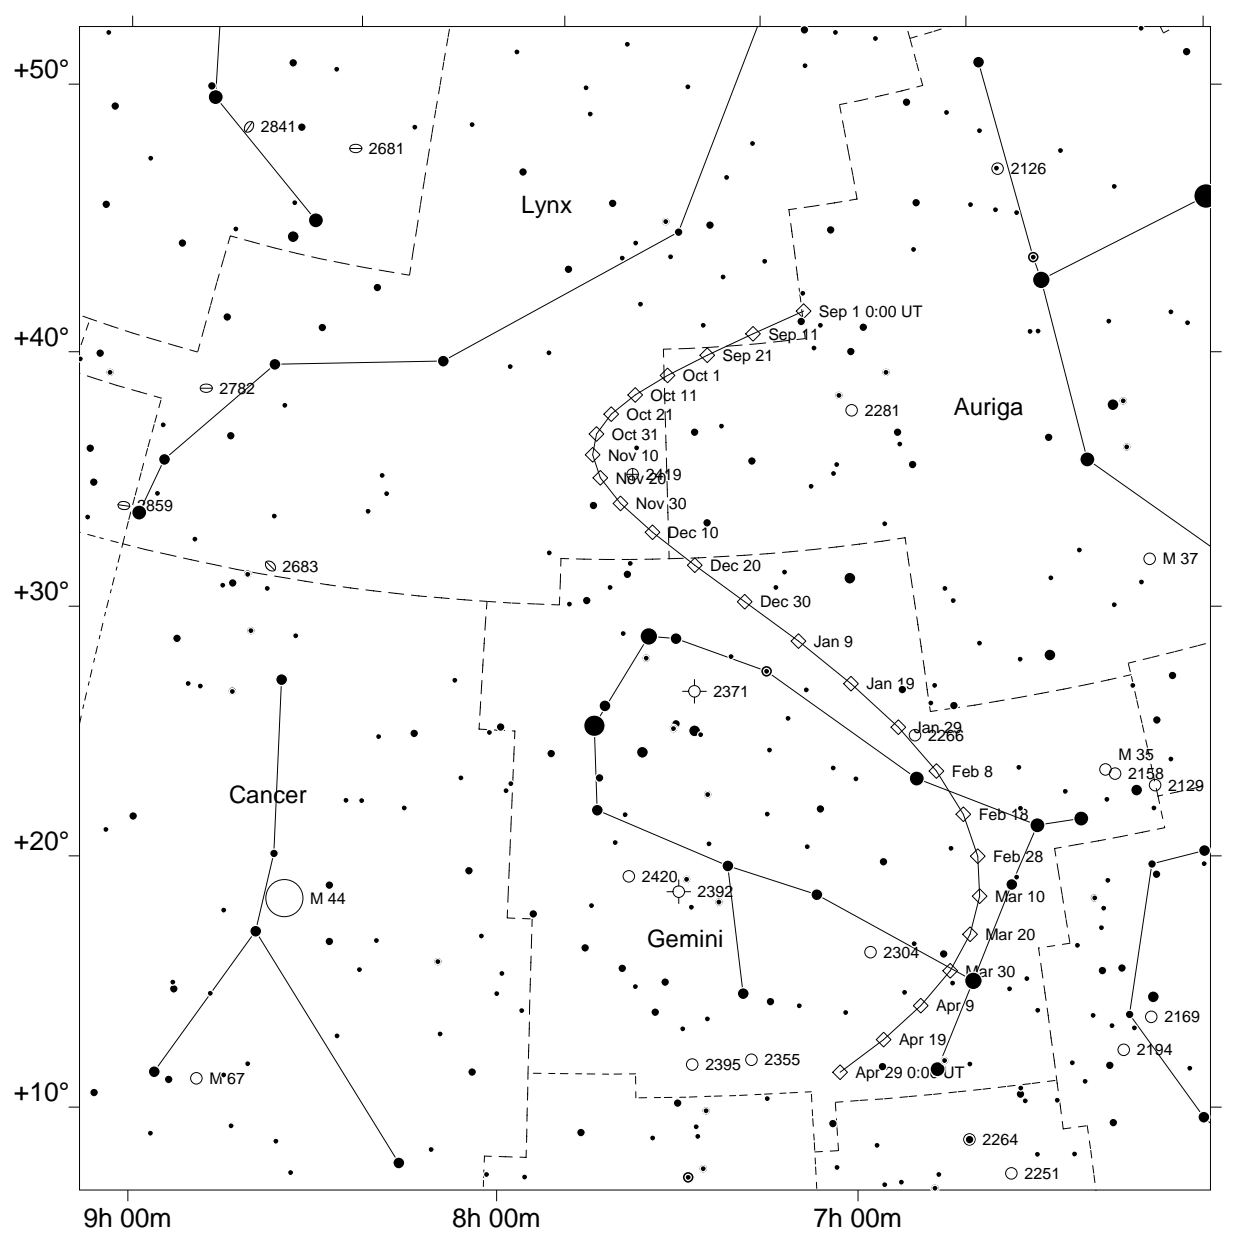 +50°
2841
2681
2126
Lynx
Sep 1 0:00 UT
Sep 11
+40°
Sep 21
Oct 1
2782
Oct 11
2281
Auriga
Oct 21
Oct 31
Nov 10
2419
Nov 20
2859
Nov 30
Dec 10
M 37
2683
Dec 20
+30°
Dec 30
Jan 9
Jan 19
2371
Jan 29
2266
M 35
Feb 8
2158
2129
Cancer
Feb 18
+20°
Feb 28
2420
2392
M 44
Mar 10
Gemini
Mar 20
2304
Mar 30
Apr 9
2169
Apr 19
2194
2395
2355
M 67
Apr 29 0:00 UT
+10°
2264
2251
9h 00m
8h 00m
7h 00m